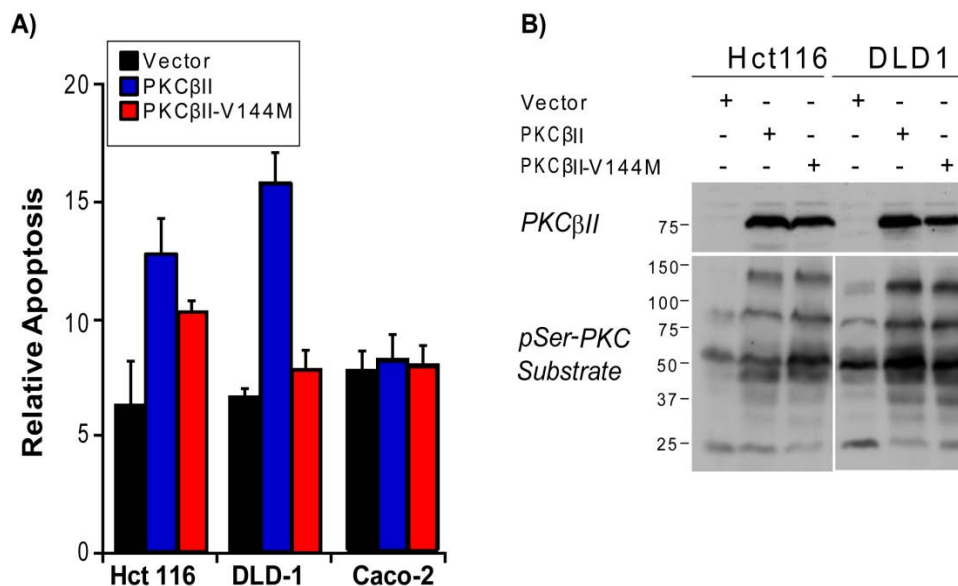 A)
Vector
PKCβII
PKCβII-V144M
Relative Apoptosis
20
15
10
5
0
Hct 116 DLD-1 Caco-2
B)
Hct116 DLD1
Vector + - - + - -
PKCβII - + - - + -
PKCβII-V144M - - + - - +
PKCβII
75
150
100
75
50
37
25
pSer-PKC
Substrate